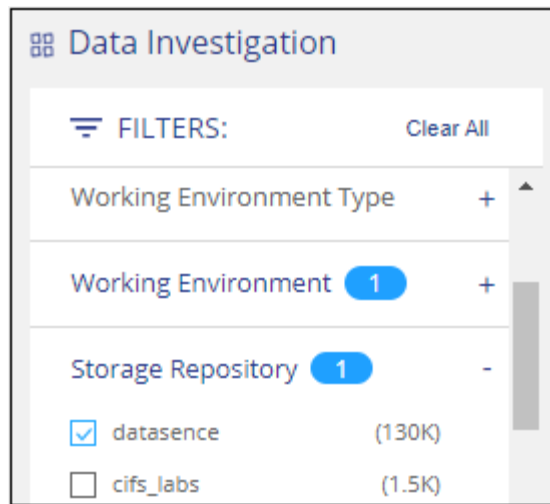 Data Investigation
FILTERS: Clear All
Working Environment Type +
Working Environment 1 +
Storage Repository 1 -
datasence (130K)
cifs_labs (1.5K)